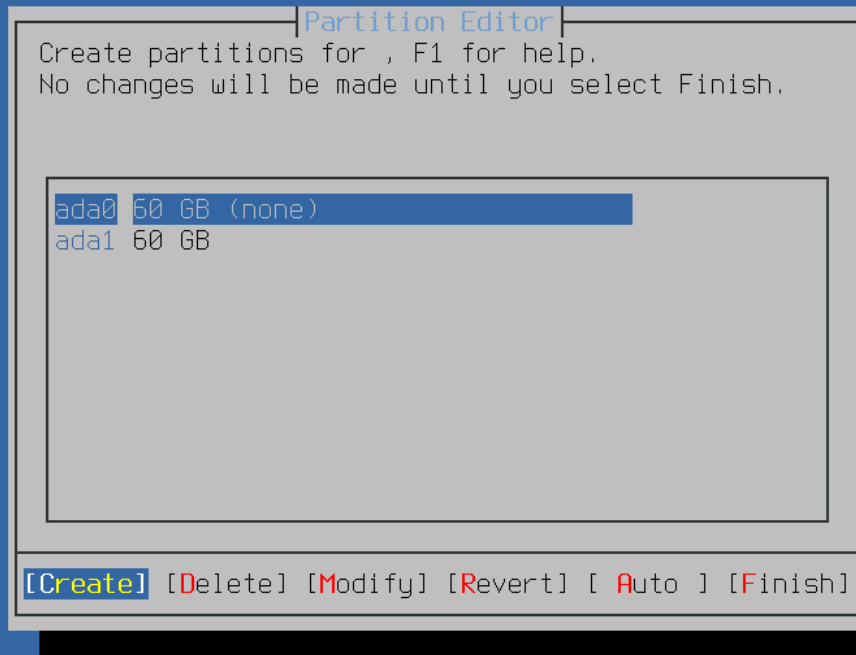 Partition Editor
Create partitions for , F1 for help.
No changes will be made until you select Finish.
ada0 60 GB (none)
ada1 60 GB
[Create] [Delete] [Modify] [Revert] [ Auto ] [Finish]